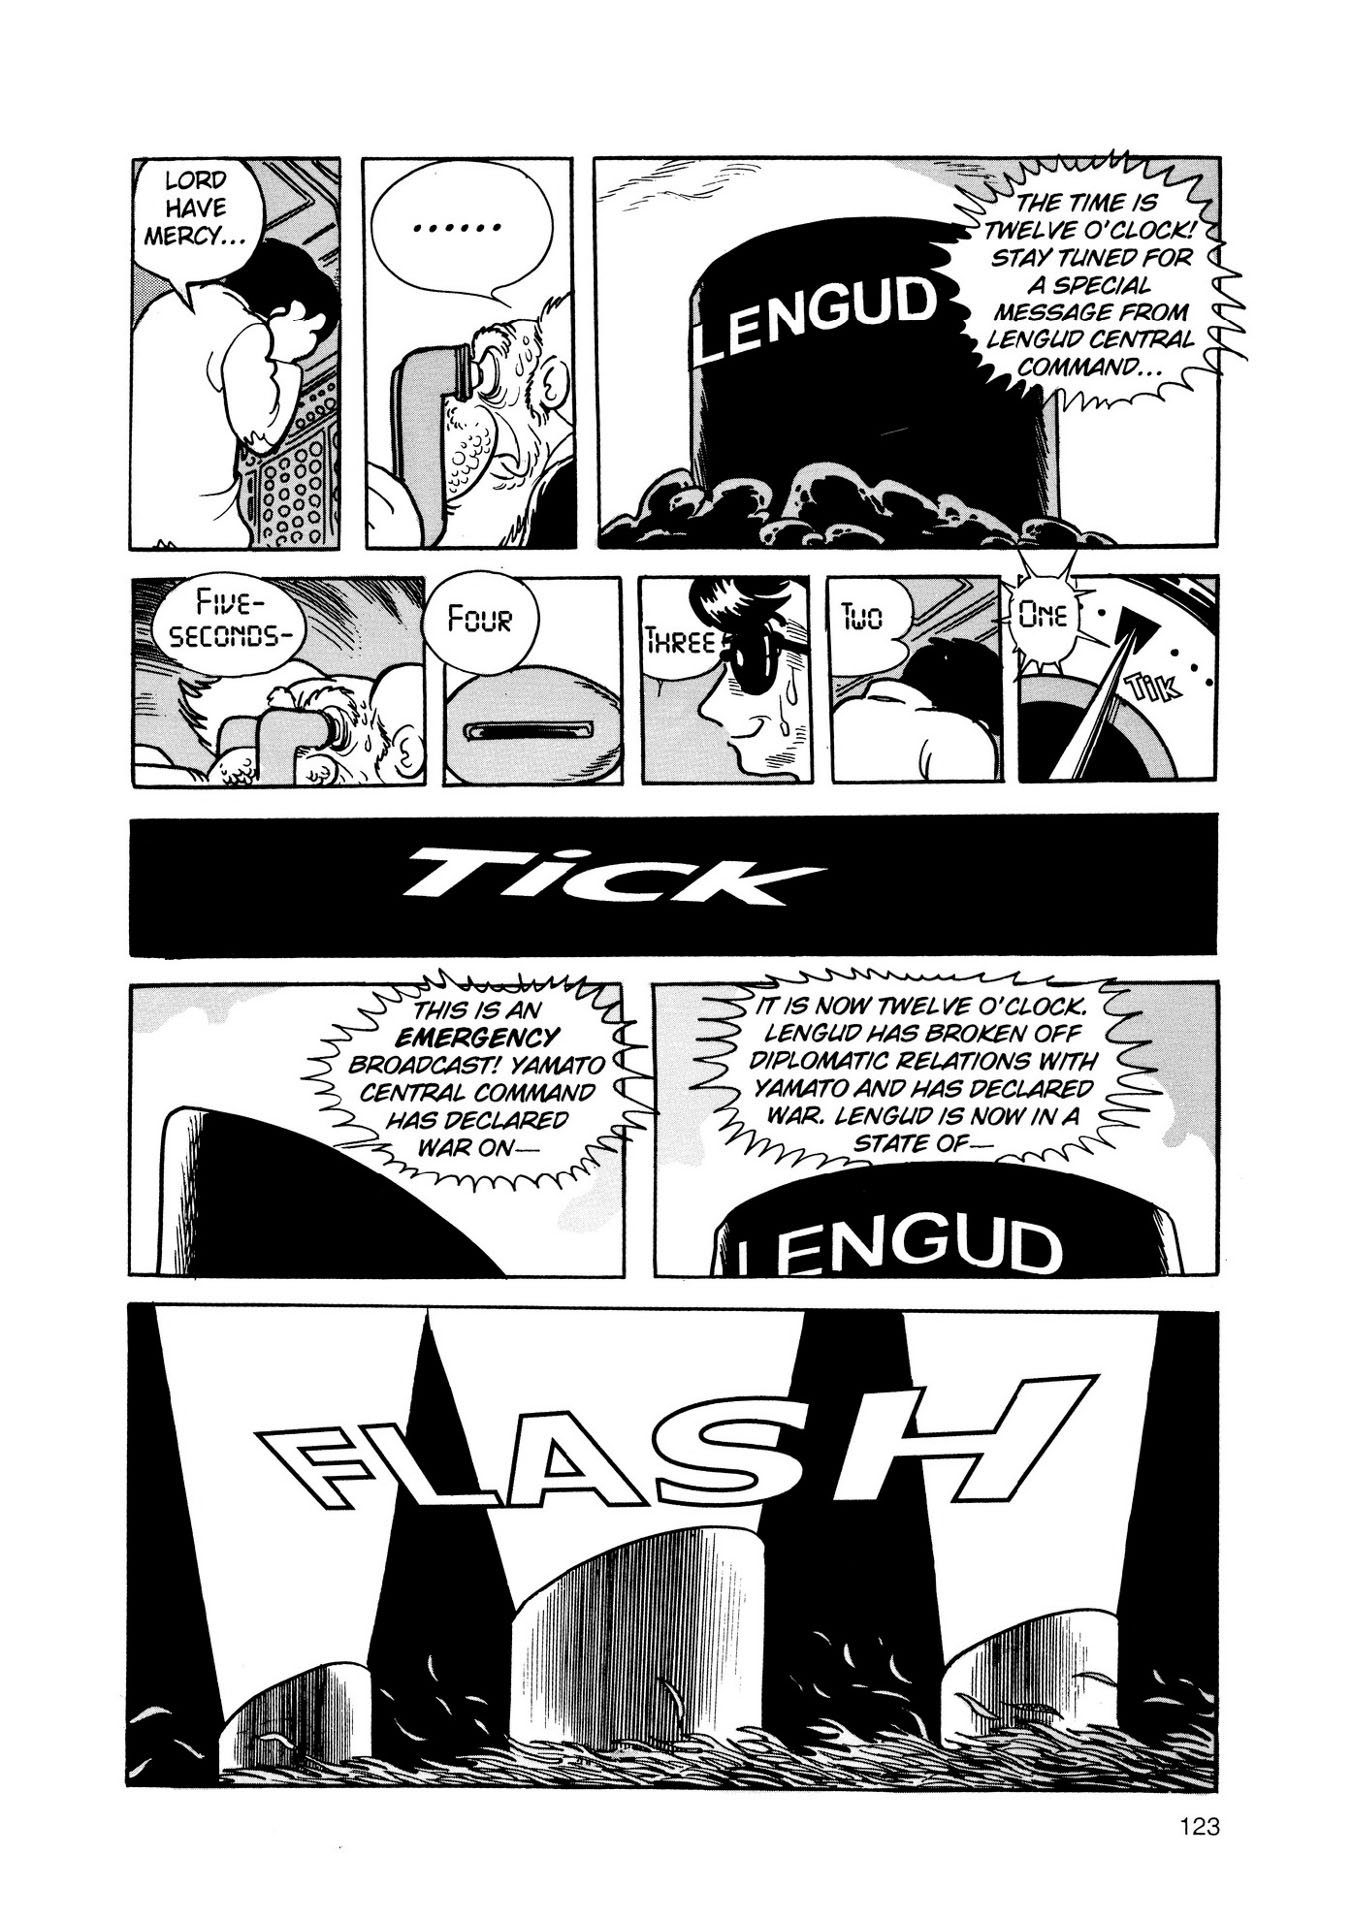 LORD
HAVE
MERCY...
......
LENGUD
THE TIME IS
TWELVE O'CLOCK!
STAY TUNED FOR
A SPECIAL
MESSAGE FROM
LENGUD CENTRAL
COMMAND...
FIVE-
SECONDS-
FOUR
THREE
TWO
ONE
TiK
TiCK
THIS IS AN
EMERGENCY
BROADCAST! YAMATO
CENTRAL COMMAND
HAS DECLARED
WAR ON—
IT IS NOW TWELVE O'CLOCK.
LENGUD HAS BROKEN OFF
DIPLOMATIC RELATIONS WITH
YAMATO AND HAS DECLARED
WAR. LENGUD IS NOW IN A
STATE OF—
LENGUD
FLASH
123